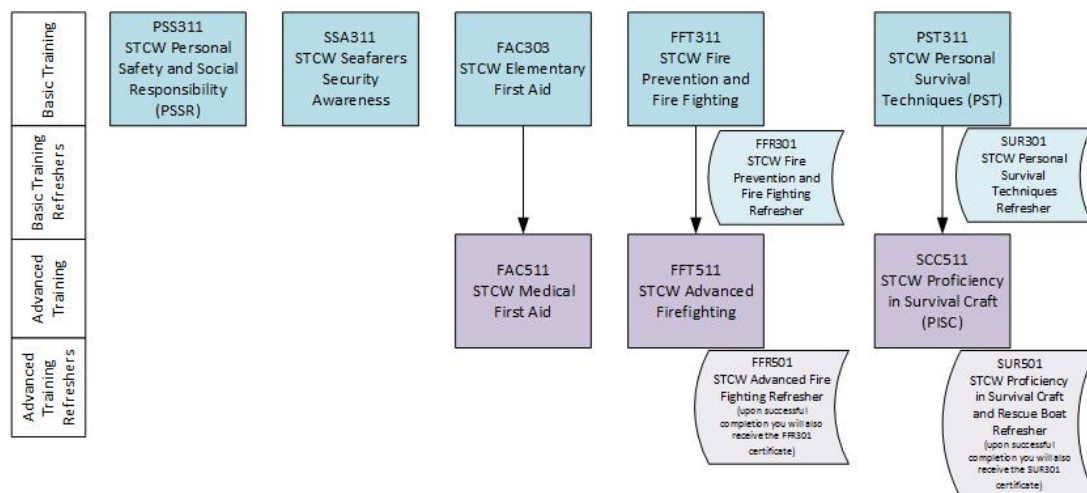 Basic Training
PSS311
STCW Personal
Safety and Social
Responsibility
(PSSR)
SSA311
STCW Seafarers
Security
Awareness
FAC303
STCW Elementary
First Aid
FFT311
STCW Fire
Prevention and
Fire Fighting
PST311
STCW Personal
Survival
Techniques (PST)
Basic Training
Refreshers
FFR301
STCW Fire
Prevention and
Fire Fighting
Refresher
SUR301
STCW Personal
Survival
Techniques
Refresher
Advanced
Training
FAC511
STCW Medical
First Aid
FFT511
STCW Advanced
Firefighting
SCC511
STCW Proficiency
in Survival Craft
(PISC)
Advanced
Training
Refreshers
FFR501
STCW Advanced Fire
Fighting Refresher
(upon successful
completion you will also
receive the FFR301
certificate)
SUR501
STCW Proficiency
in Survival Craft
and Rescue Boat
Refresher
(upon successful
completion you will also
receive the SUR301
certificate)